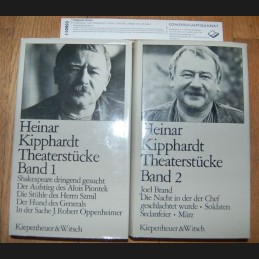 Heinar
Kipphardt
Theaterstücke
Band 1
Shakespeare dringend gesucht
Der Aufstieg des Alois Piontek
Die Stühle des Herrn Szmil
Der Hund des Generals
In der Sache J. Robert Oppenheimer
Kiepenheuer & Witsch
Heinar
Kipphardt
Theaterstücke
Band 2
Joel Brand
Die Nacht in der der Chef
geschlachtet wurde · Soldaten
Sedanfeier · März
Kiepenheuer & Witsch